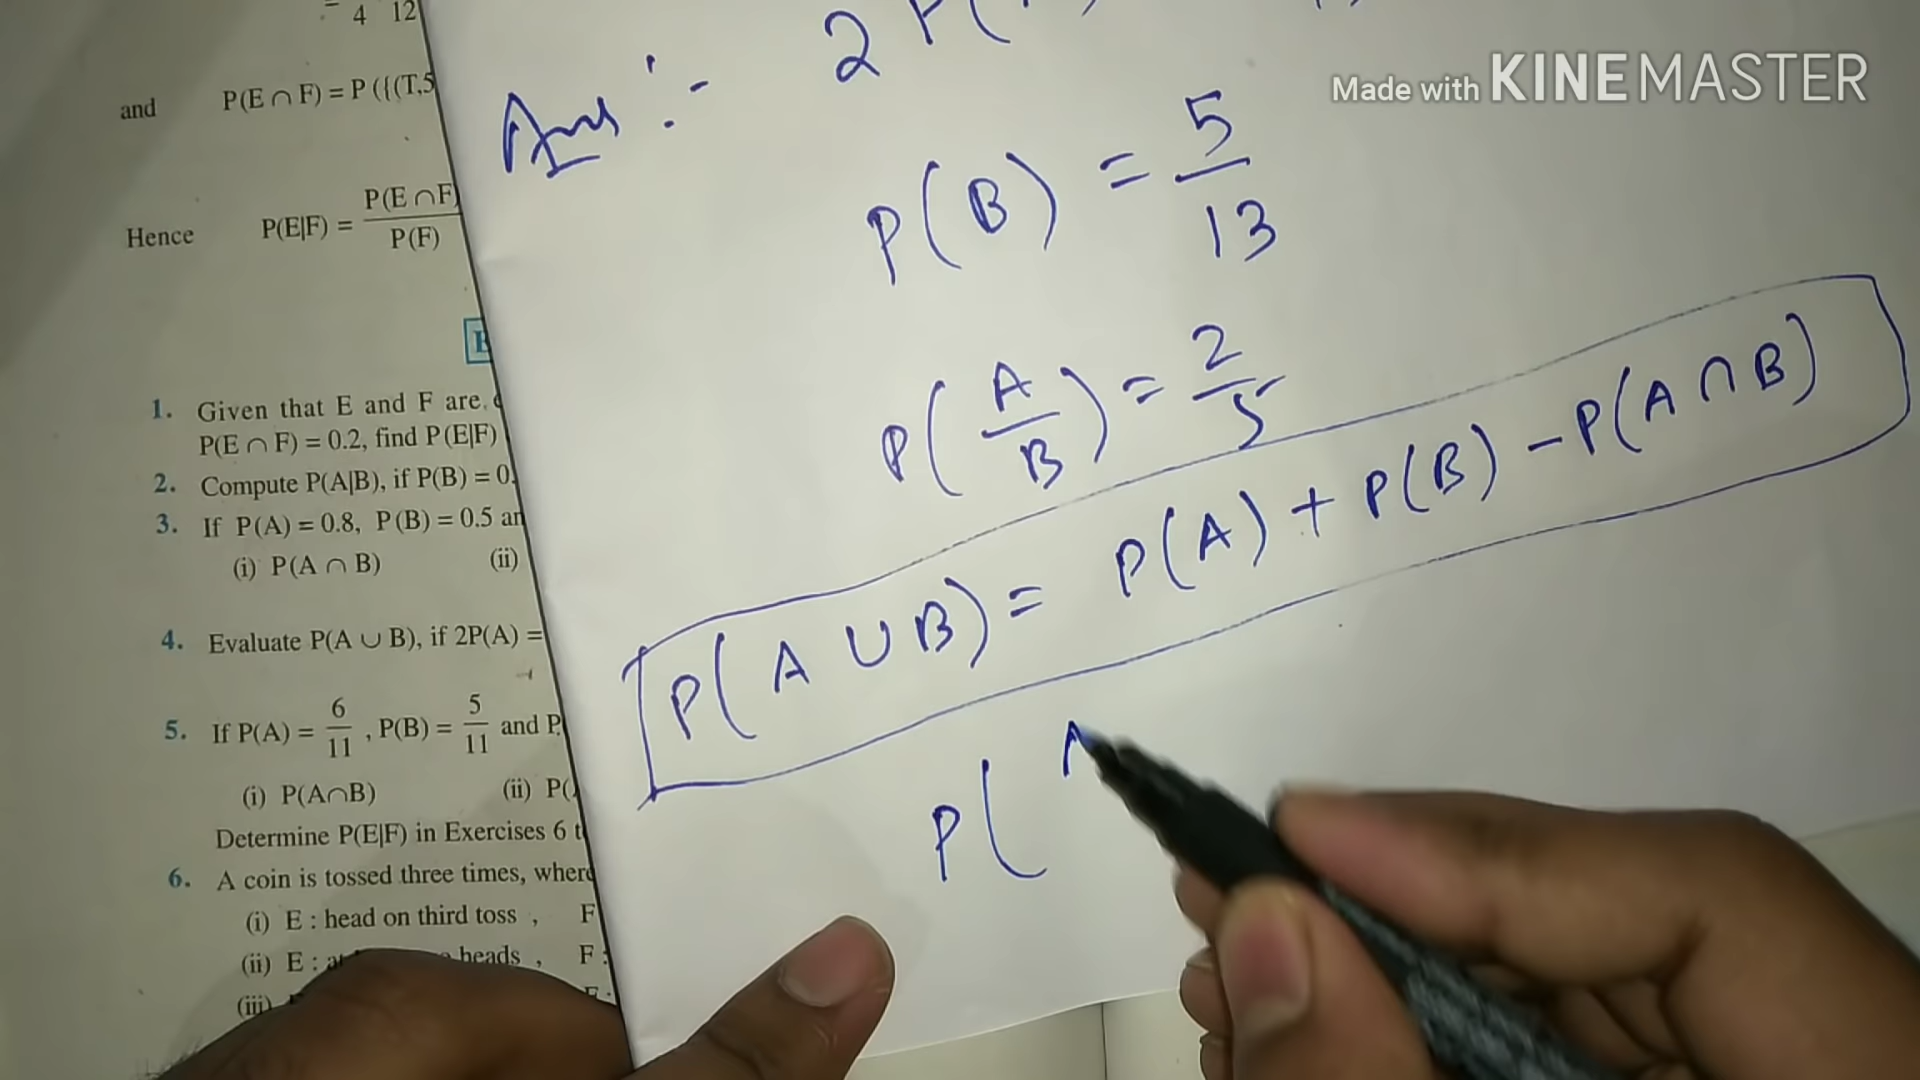 4 12
and P(E ∩ F) = P ({(T,5
Hence P(E|F) = P(E ∩ F) / P(F)
1. Given that E and F are
P(E ∩ F) = 0.2, find P(E|F)
2. Compute P(A|B), if P(B) = 0.
3. If P(A) = 0.8, P(B) = 0.5 an
(i) P(A ∩ B) (ii)
4. Evaluate P(A ∪ B), if 2P(A) =
5. If P(A) = 6/11 , P(B) = 5/11 and P
(i) P(A∩B) (ii) P(
Determine P(E|F) in Exercises 6 t
6. A coin is tossed three times, where
(i) E : head on third toss , F
(ii) E : heads , F :
(iii)
Made with KINEMASTER
Ans :- 2 P(
P(B) = 5/13
P(A/B) = 2/5
P(A ∪ B) = P(A) + P(B) - P(A ∩ B)
P( A